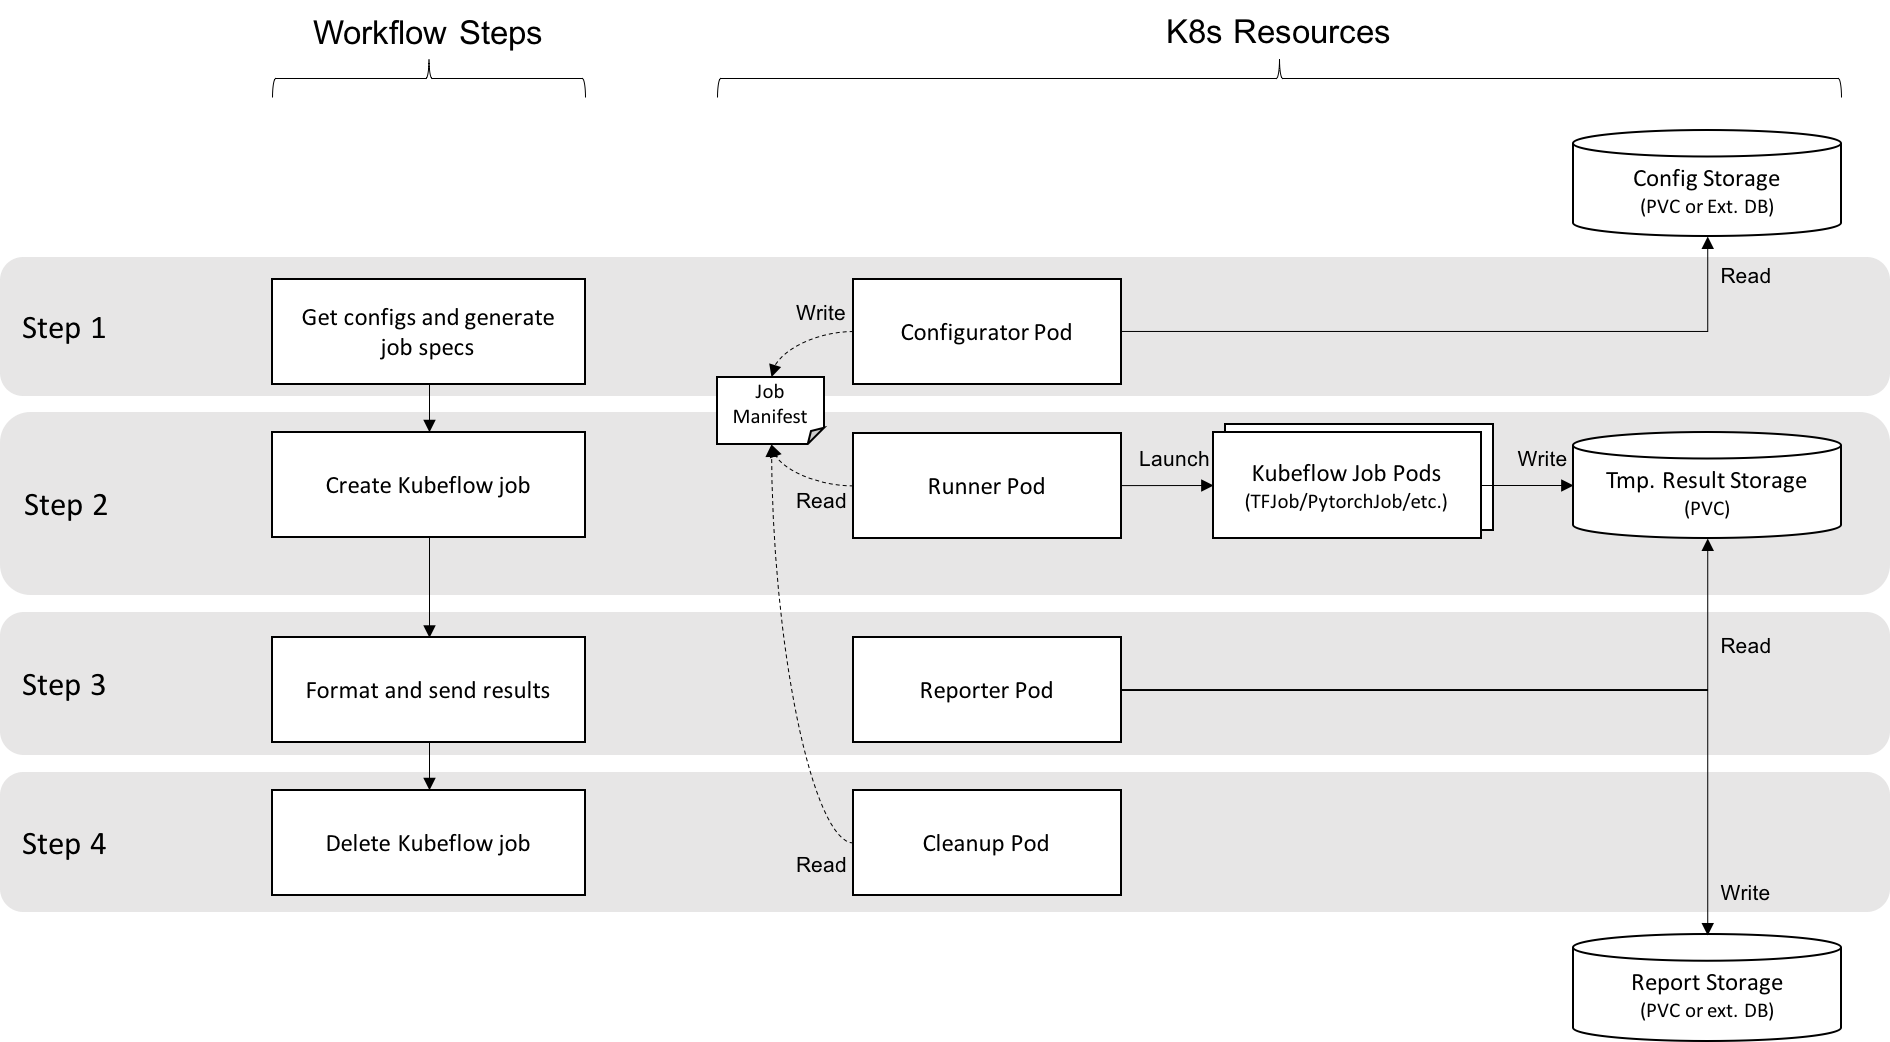 Workflow Steps
K8s Resources
Config Storage
(PVC or Ext. DB)
Read
Step 1
Get configs and generate
job specs
Write
Configurator Pod
Job
Manifest
Step 2
Create Kubeflow job
Read
Runner Pod
Launch
Kubeflow Job Pods
(TFJob/PytorchJob/etc.)
Write
Tmp. Result Storage
(PVC)
Step 3
Format and send results
Reporter Pod
Read
Step 4
Delete Kubeflow job
Read
Cleanup Pod
Write
Report Storage
(PVC or ext. DB)